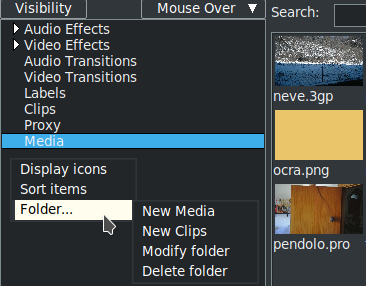 Visibility
Mouse Over
Search:
Audio Effects
Video Effects
Audio Transitions
Video Transitions
Labels
Clips
Proxy
Media
Display icons
Sort items
Folder...
New Media
New Clips
Modify folder
Delete folder
neve.3gp
ocra.png
pendolo.pro